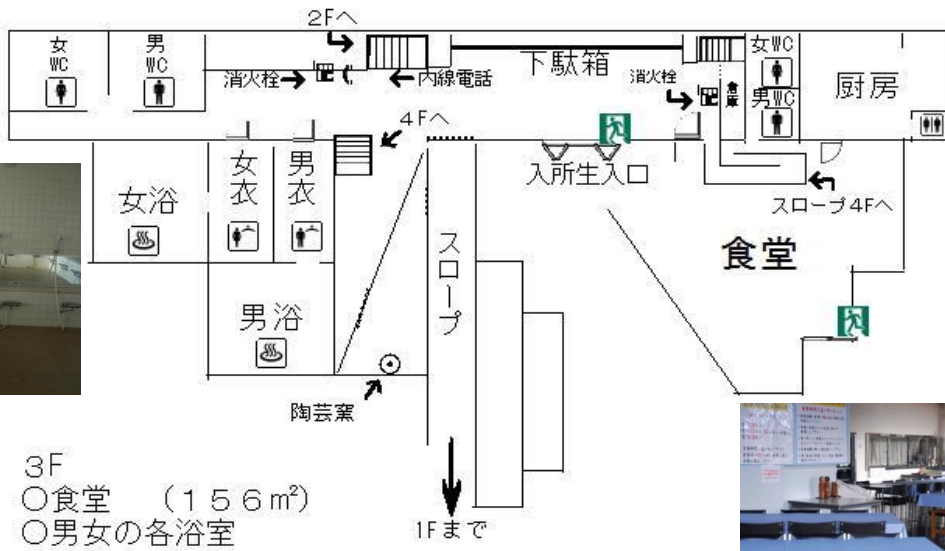 2Fへ
女
WC
男
WC
消火栓
内線電話
下駄箱
消火栓
倉庫
女WC
男WC
厨房
4Fへ
女浴
女衣
男衣
入所生入口
スロープ4Fへ
食堂
スロープ
男浴
陶芸窯
1Fまで
3F
○食堂 (156㎡)
○男女の各浴室